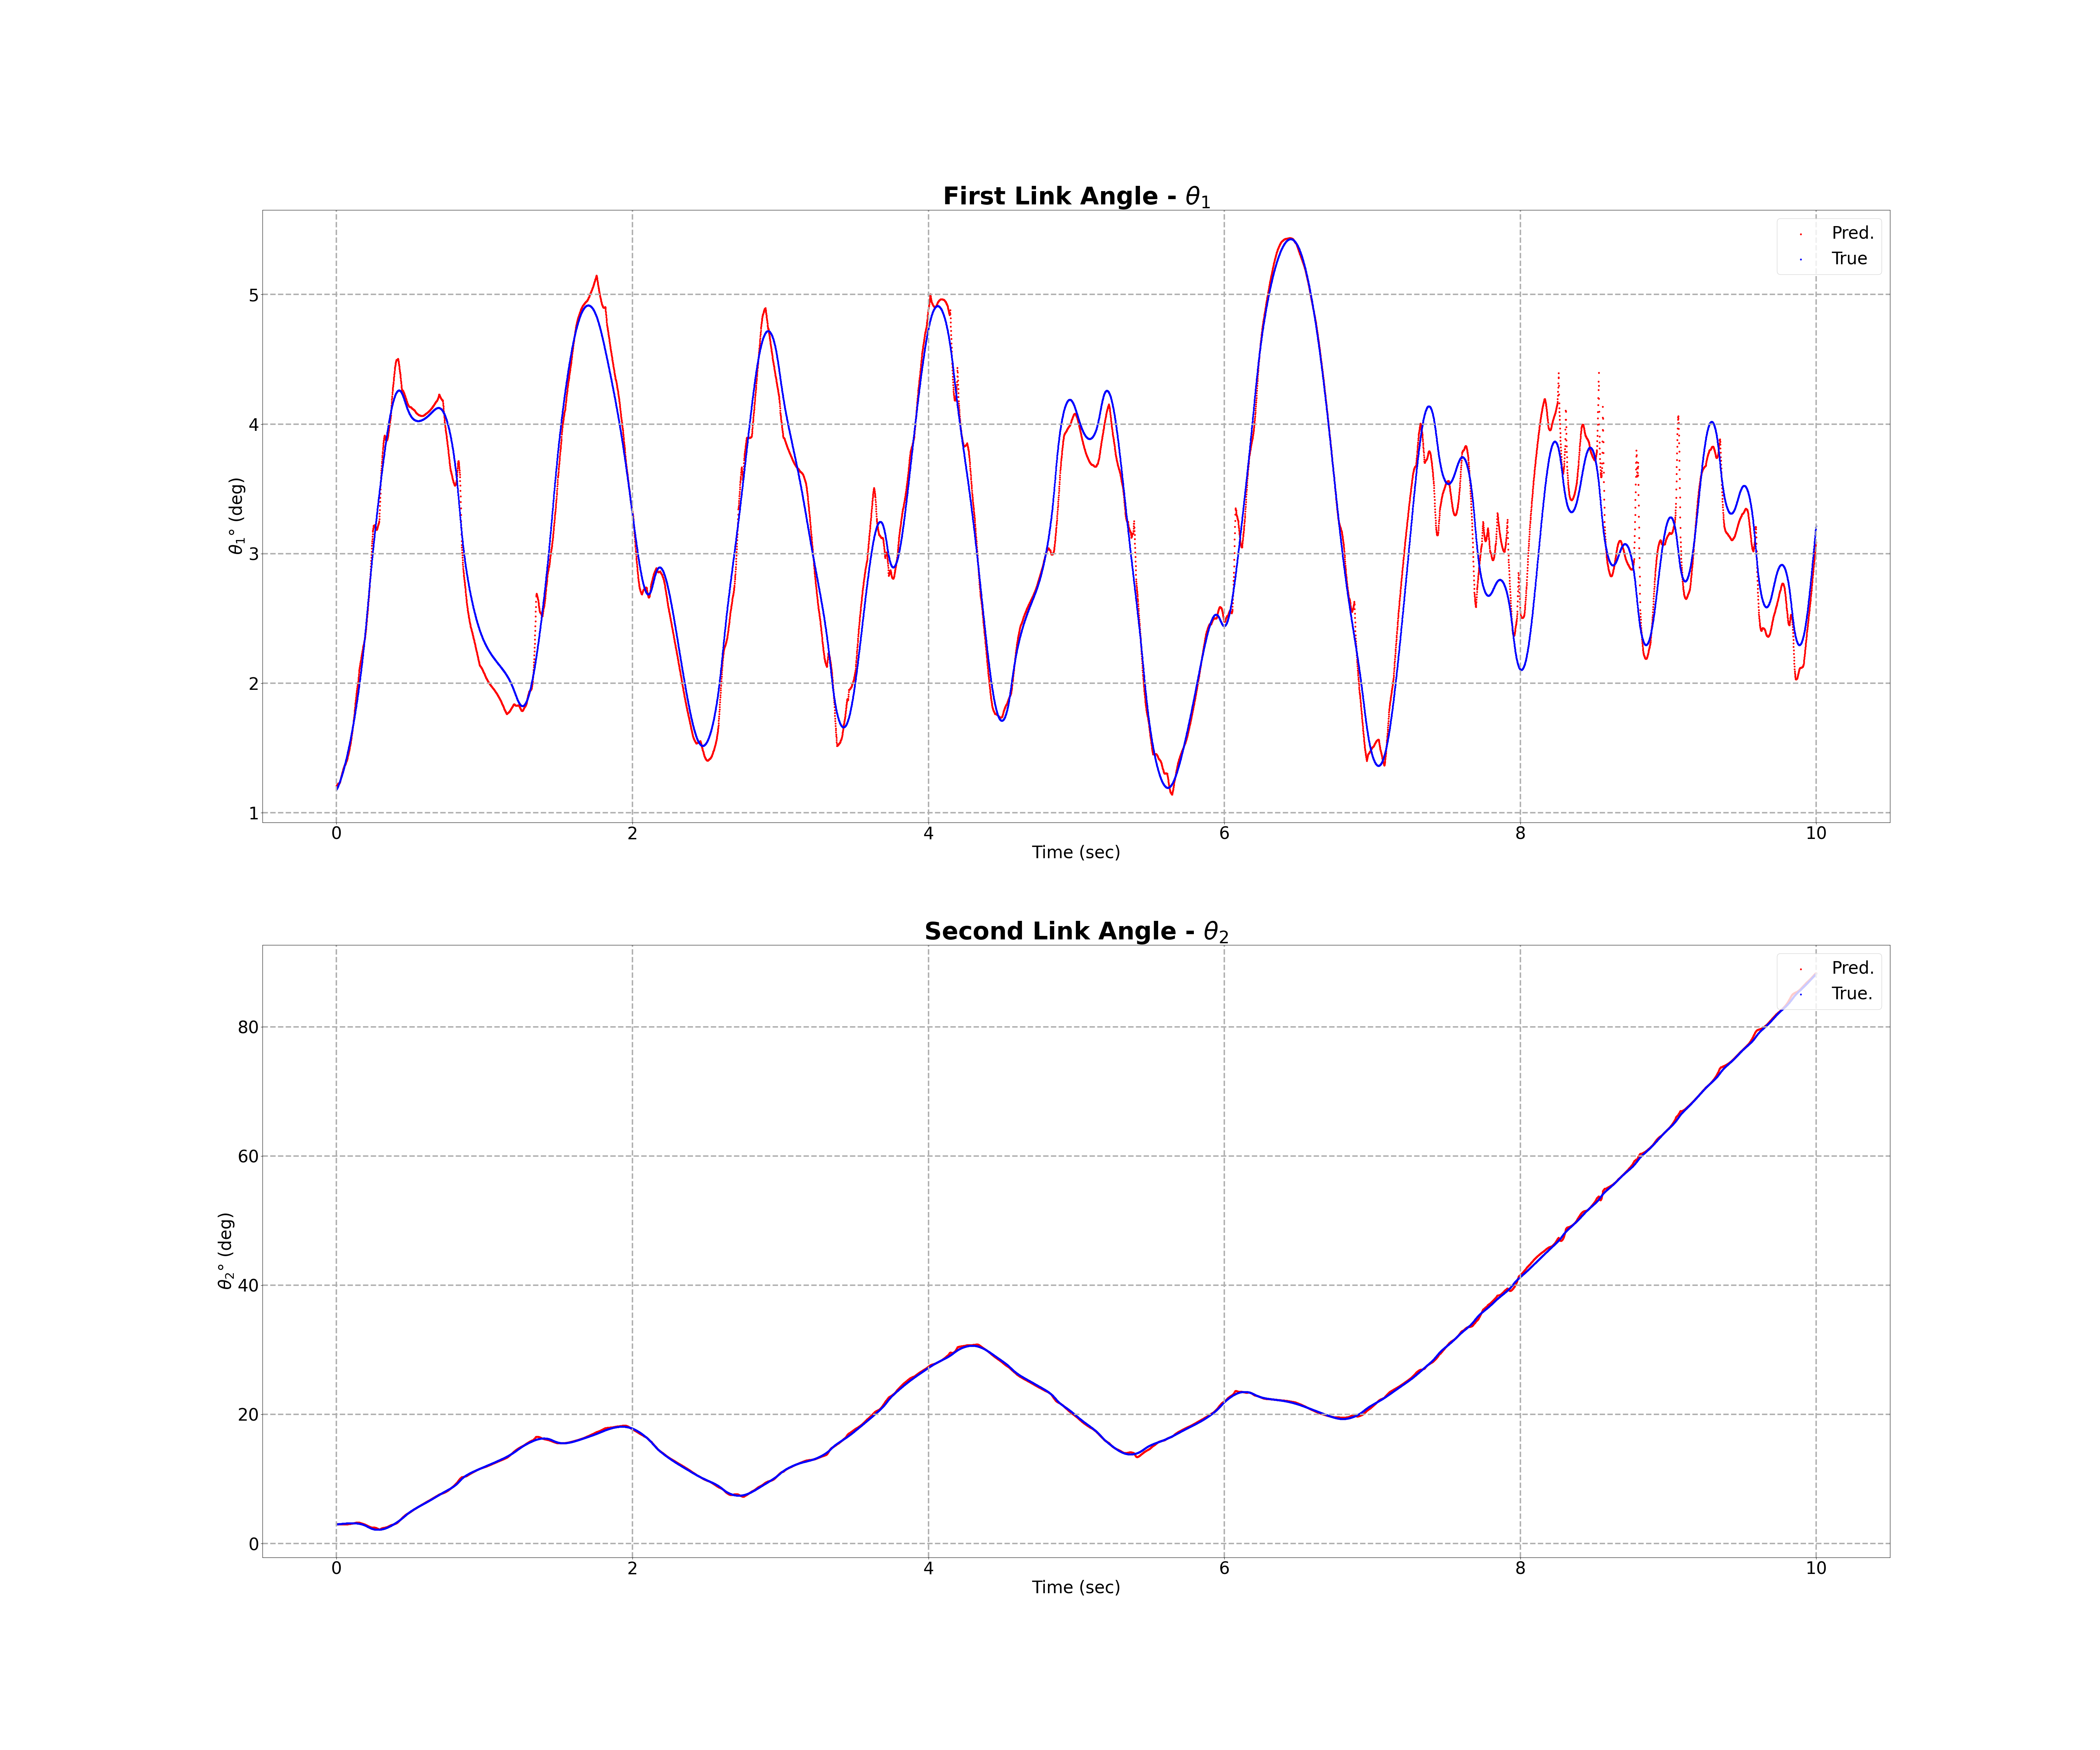 First Link Angle - θ₁
Pred.
True
θ₁° (deg)
5
4
3
2
1
0 2 4 6 8 10
Time (sec)
Second Link Angle - θ₂
Pred.
True.
θ₂° (deg)
80
60
40
20
0
0 2 4 6 8 10
Time (sec)